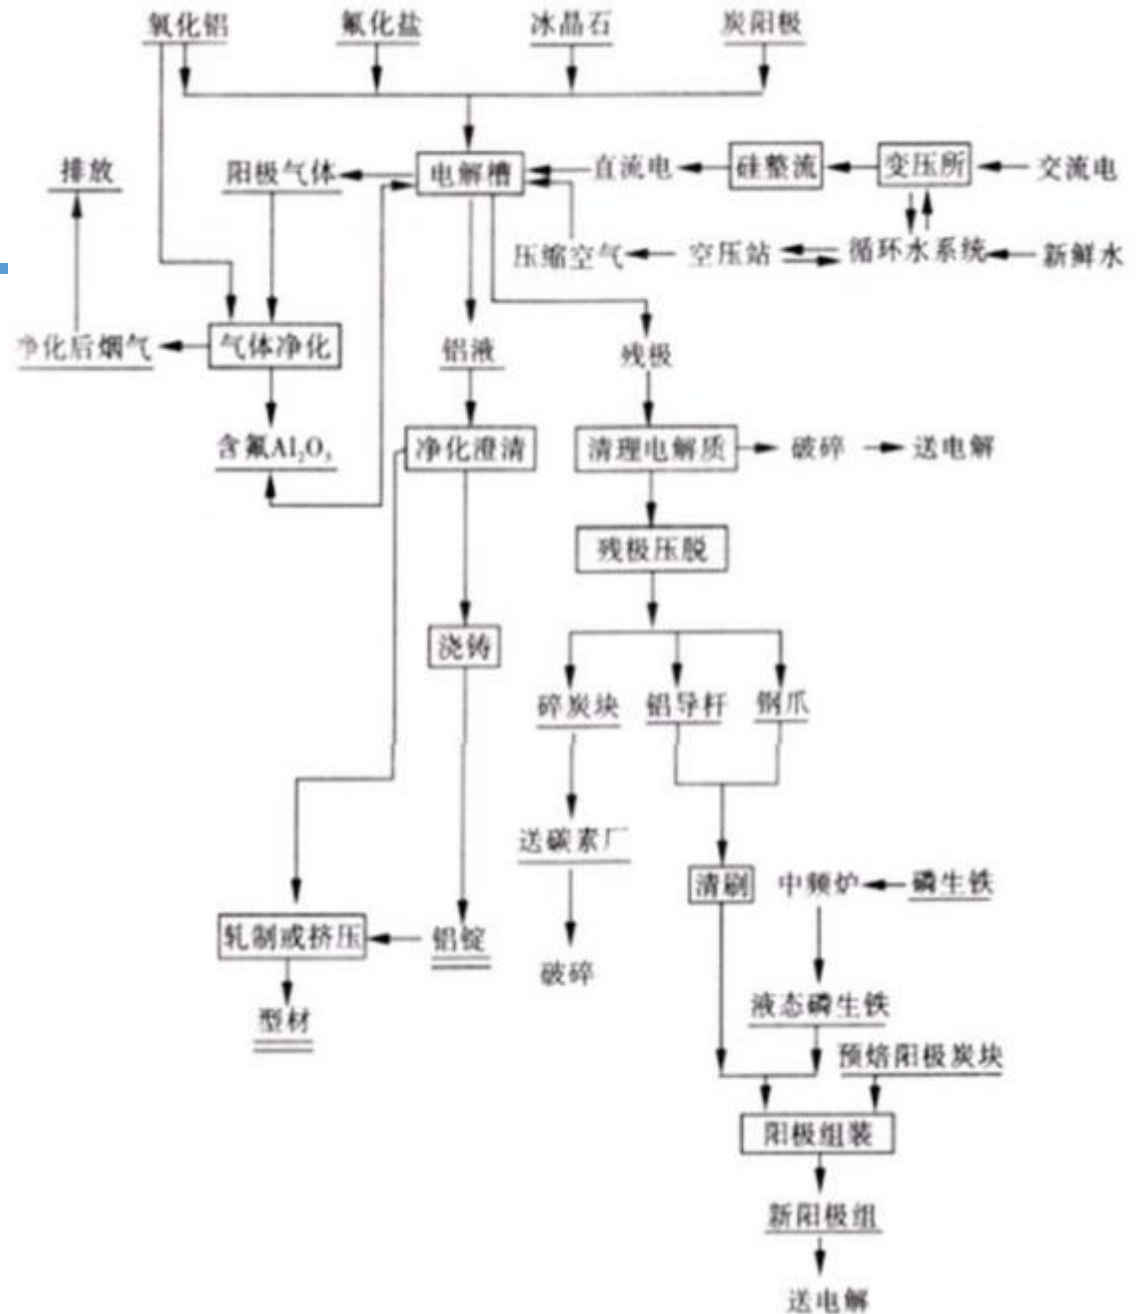 氧化铝 氟化盐 冰晶石 炭阳极
排放 阳极气体 电解槽 直流电 硅整流 变压所 交流电
压缩空气 空压站 循环水系统 新鲜水
净化后烟气 气体净化 铝液 残极
含氟Al₂O₃ 净化澄清 清理电解质 破碎 送电解
残极压脱
浇铸
碎炭块 铝导杆 钢爪
送碳素厂
清刷 中频炉 磷生铁
轧制或挤压 铝锭
破碎
型材 液态磷生铁
预焙阳极炭块
阳极组装
新阳极组
送电解